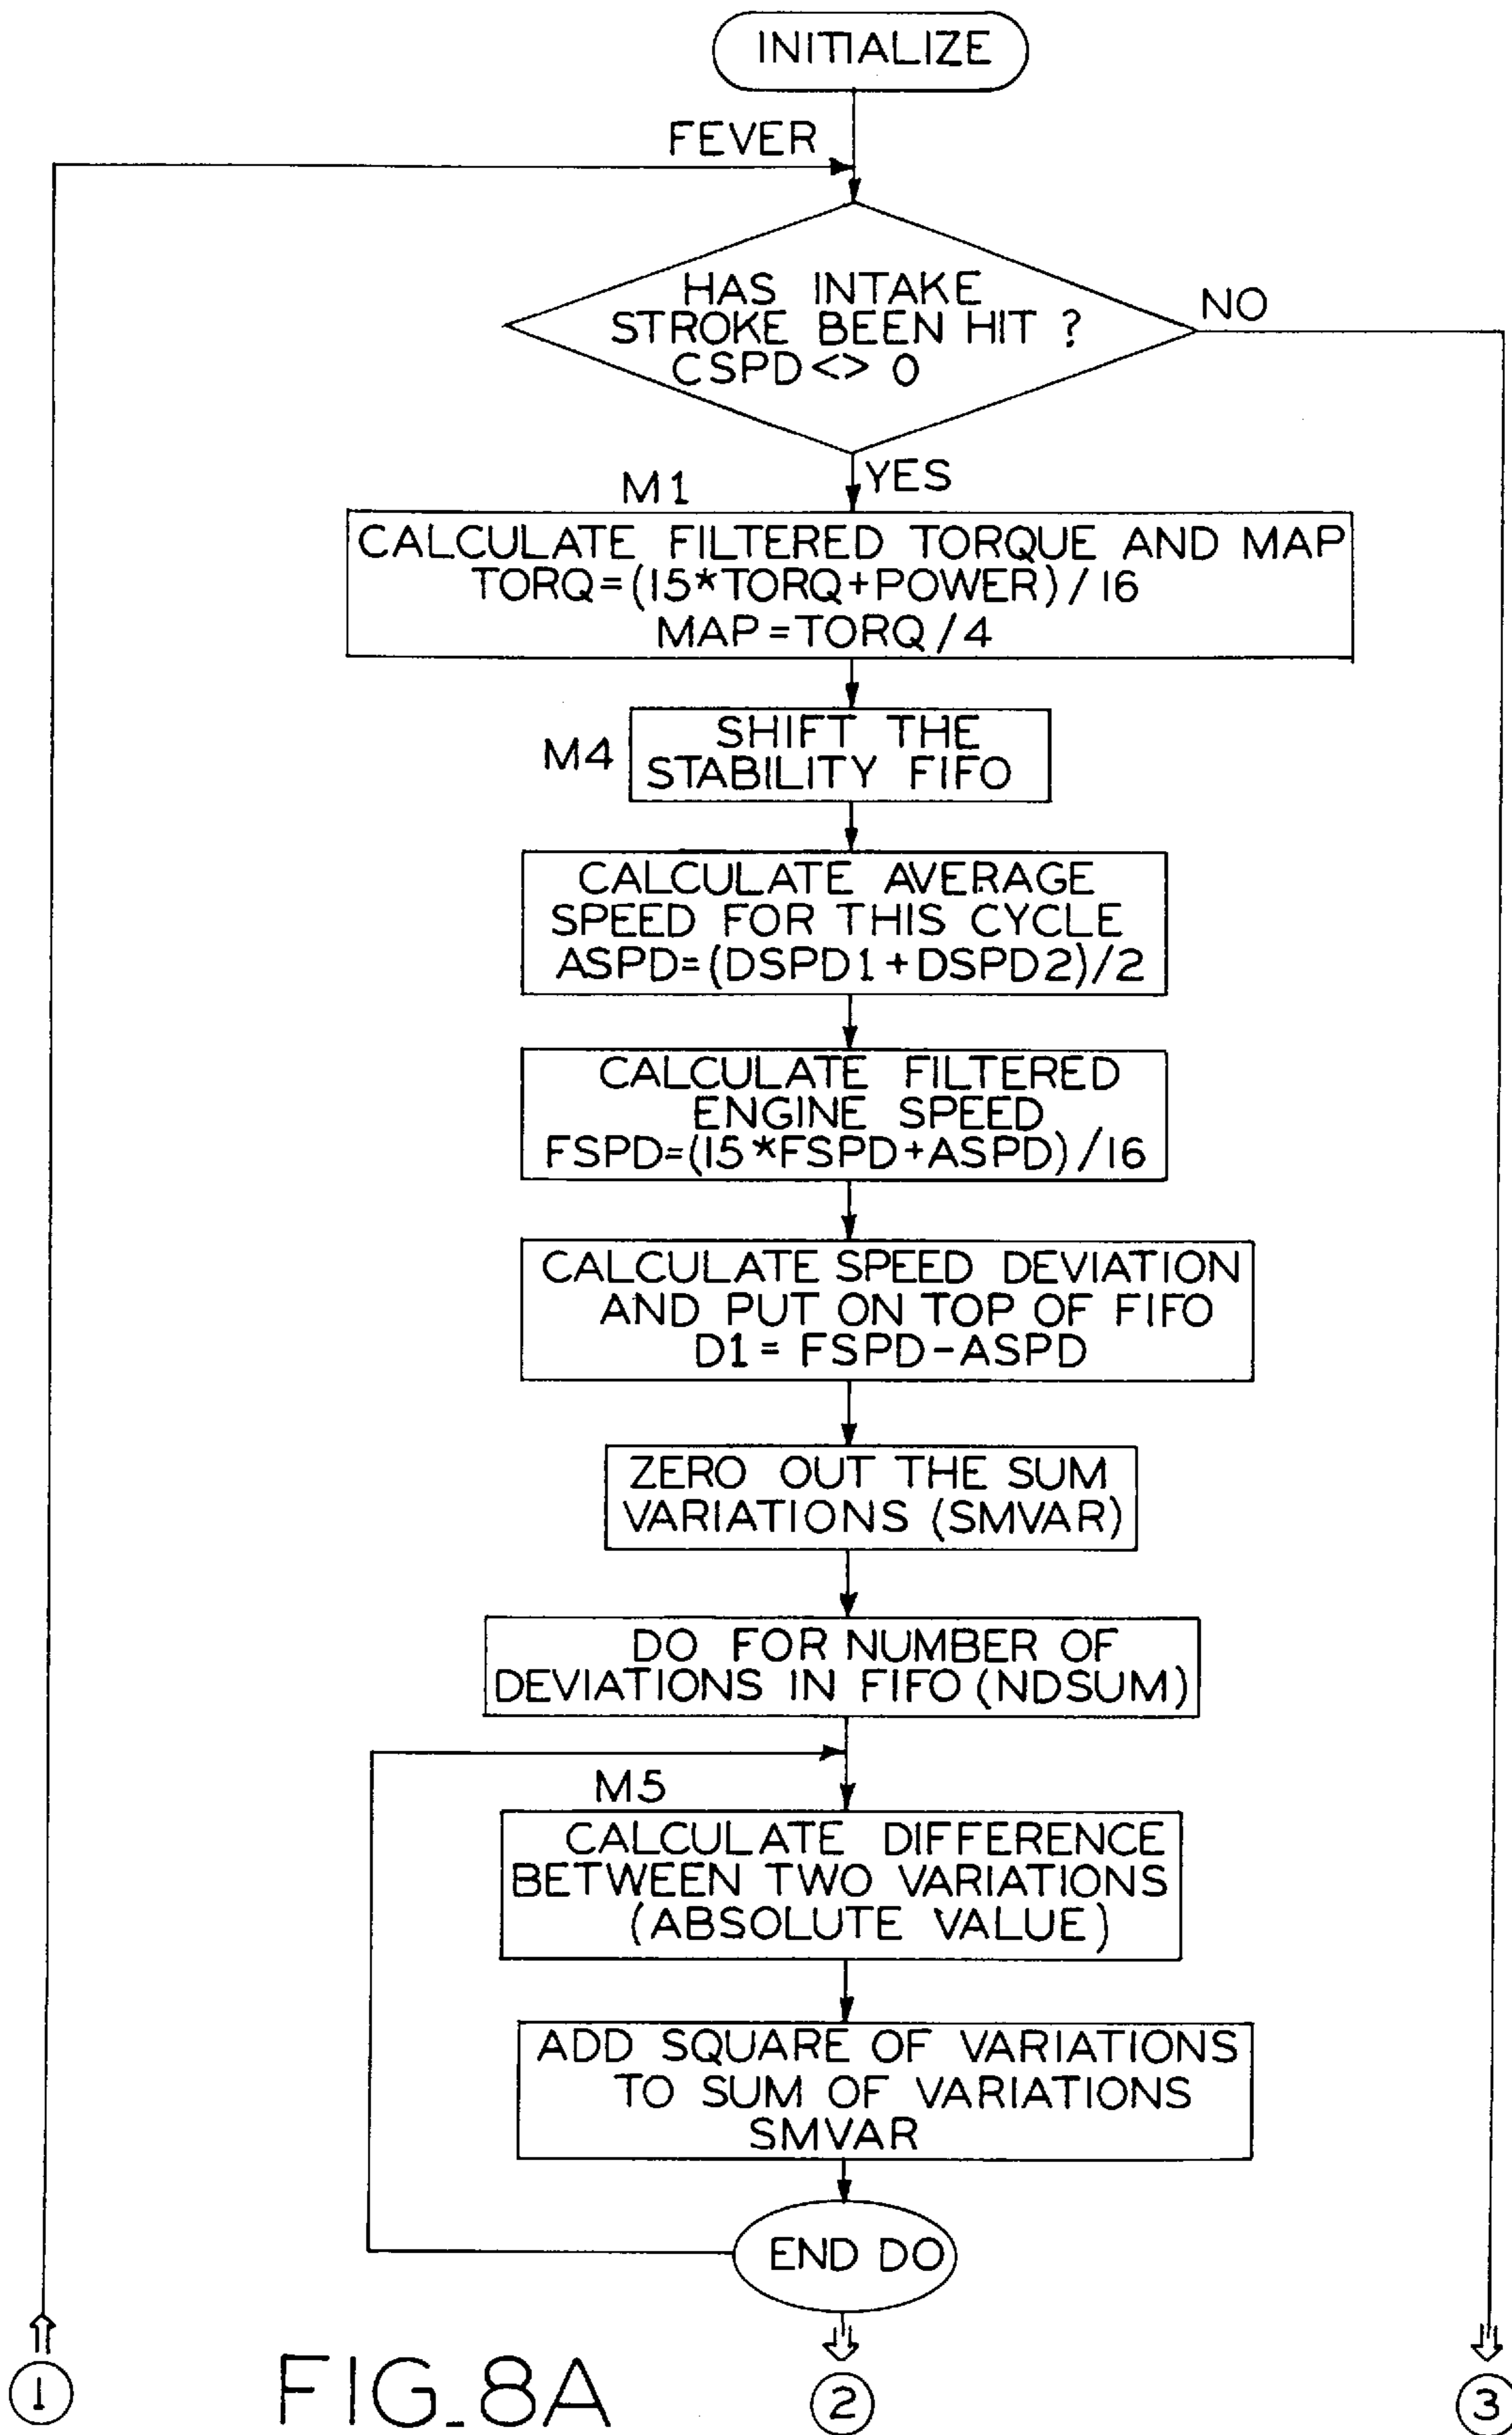 INITIALIZE
FEVER
HAS INTAKE
STROKE BEEN HIT ?
CSPD <> 0
NO
YES
M1
CALCULATE FILTERED TORQUE AND MAP
TORQ=(15*TORQ+POWER)/16
MAP=TORQ/4
M4
SHIFT THE
STABILITY FIFO
CALCULATE AVERAGE
SPEED FOR THIS CYCLE
ASPD=(DSPD1+DSPD2)/2
CALCULATE FILTERED
ENGINE SPEED
FSPD=(15*FSPD+ASPD)/16
CALCULATE SPEED DEVIATION
AND PUT ON TOP OF FIFO
D1 = FSPD-ASPD
ZERO OUT THE SUM
VARIATIONS (SMVAR)
DO FOR NUMBER OF
DEVIATIONS IN FIFO (NDSUM)
M5
CALCULATE DIFFERENCE
BETWEEN TWO VARIATIONS
(ABSOLUTE VALUE)
ADD SQUARE OF VARIATIONS
TO SUM OF VARIATIONS
SMVAR
END DO
1
2
3
FIG_8A